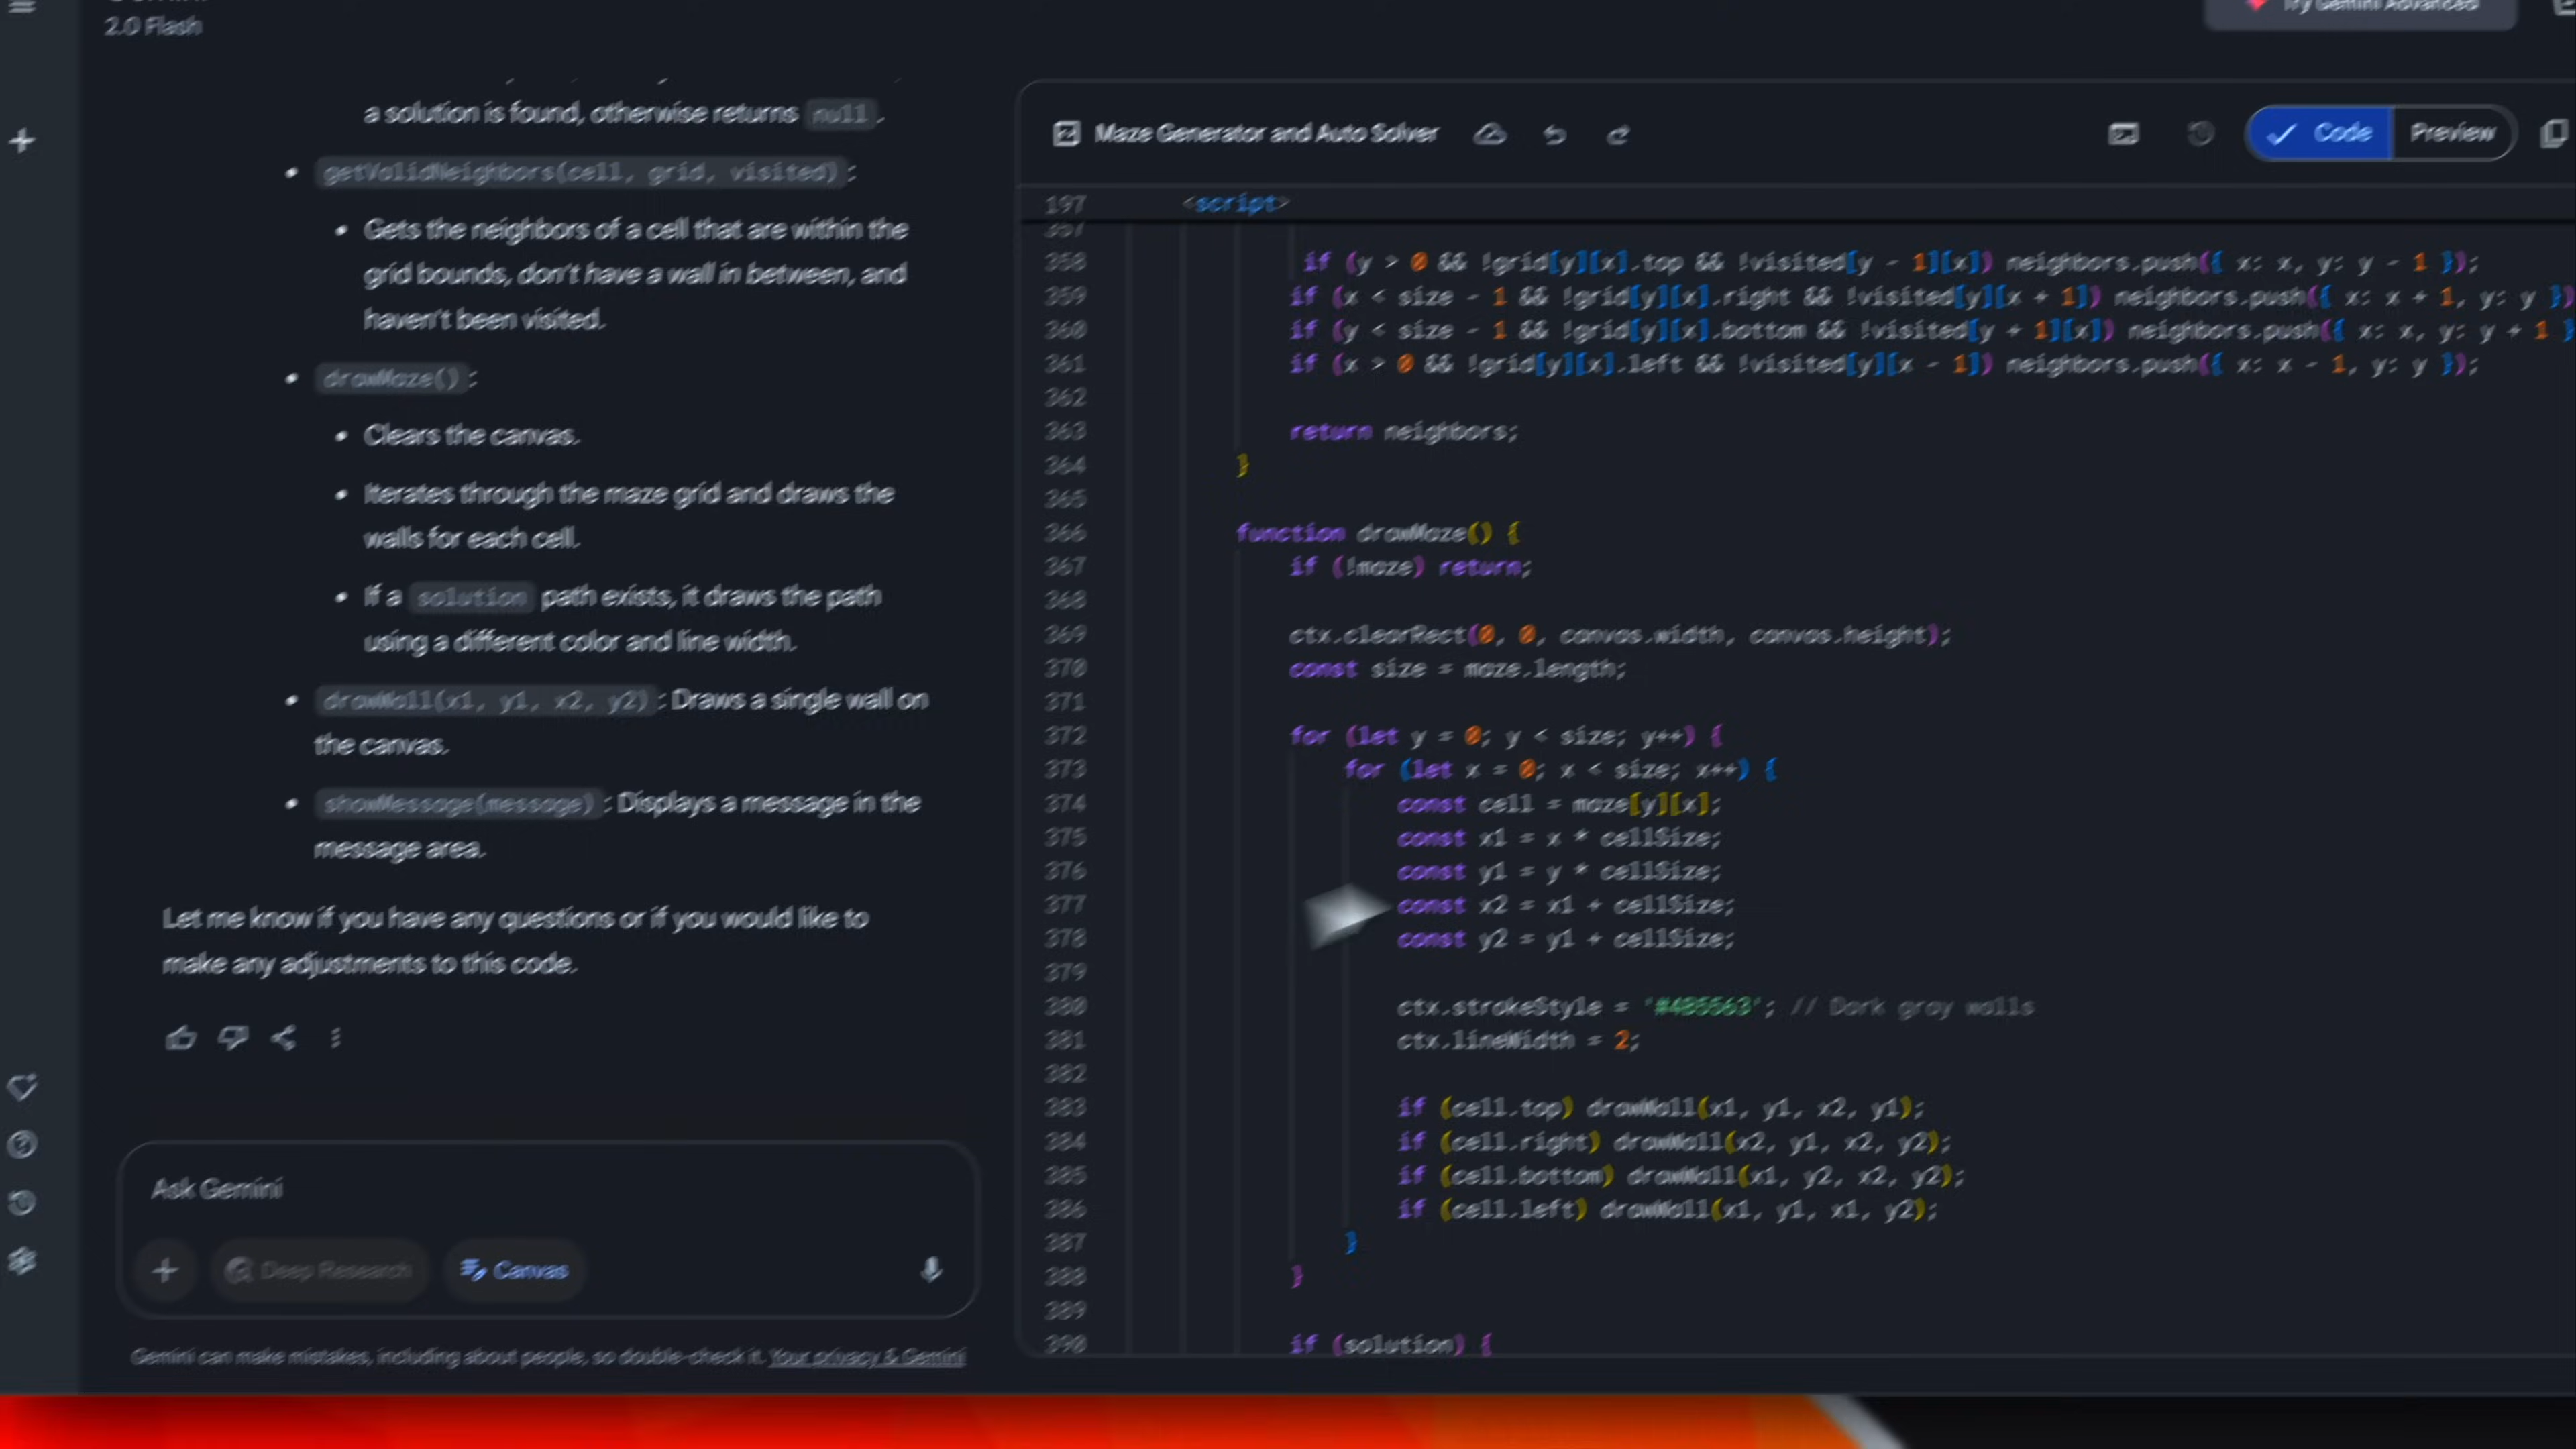 2.0 Flash
Try Gemini Advanced
a solution is found, otherwise returns null.
getValidNeighbors(cell, grid, visited):
Gets the neighbors of a cell that are within the
grid bounds, don't have a wall in between, and
haven't been visited.
drawMaze():
Clears the canvas.
Iterates through the maze grid and draws the
walls for each cell.
If a solution path exists, it draws the path
using a different color and line width.
drawWall(x1, y1, x2, y2): Draws a single wall on
the canvas.
showMessage(message): Displays a message in the
message area.
Let me know if you have any questions or if you would like to
make any adjustments to this code.
Ask Gemini
Deep Research Canvas
Gemini can make mistakes, including about people, so double-check it. Your privacy & Gemini
Maze Generator and Auto Solver
Code Preview
197 <script>
357
358 if (y > 0 && !grid[y][x].top && !visited[y - 1][x]) neighbors.push({ x: x, y: y - 1 });
359 if (x < size - 1 && !grid[y][x].right && !visited[y][x + 1]) neighbors.push({ x: x + 1, y: y })
360 if (y < size - 1 && !grid[y][x].bottom && !visited[y + 1][x]) neighbors.push({ x: x, y: y + 1 }
361 if (x > 0 && !grid[y][x].left && !visited[y][x - 1]) neighbors.push({ x: x - 1, y: y });
362
363 return neighbors;
364 }
365
366 function drawMaze() {
367 if (!maze) return;
368
369 ctx.clearRect(0, 0, canvas.width, canvas.height);
370 const size = maze.length;
371
372 for (let y = 0; y < size; y++) {
373 for (let x = 0; x < size; x++) {
374 const cell = maze[y][x];
375 const x1 = x * cellSize;
376 const y1 = y * cellSize;
377 const x2 = x1 + cellSize;
378 const y2 = y1 + cellSize;
379
380 ctx.strokeStyle = '#4B5563'; // Dark gray walls
381 ctx.lineWidth = 2;
382
383 if (cell.top) drawWall(x1, y1, x2, y1);
384 if (cell.right) drawWall(x2, y1, x2, y2);
385 if (cell.bottom) drawWall(x1, y2, x2, y2);
386 if (cell.left) drawWall(x1, y1, x1, y2);
387 }
388 }
389
390 if (solution) {